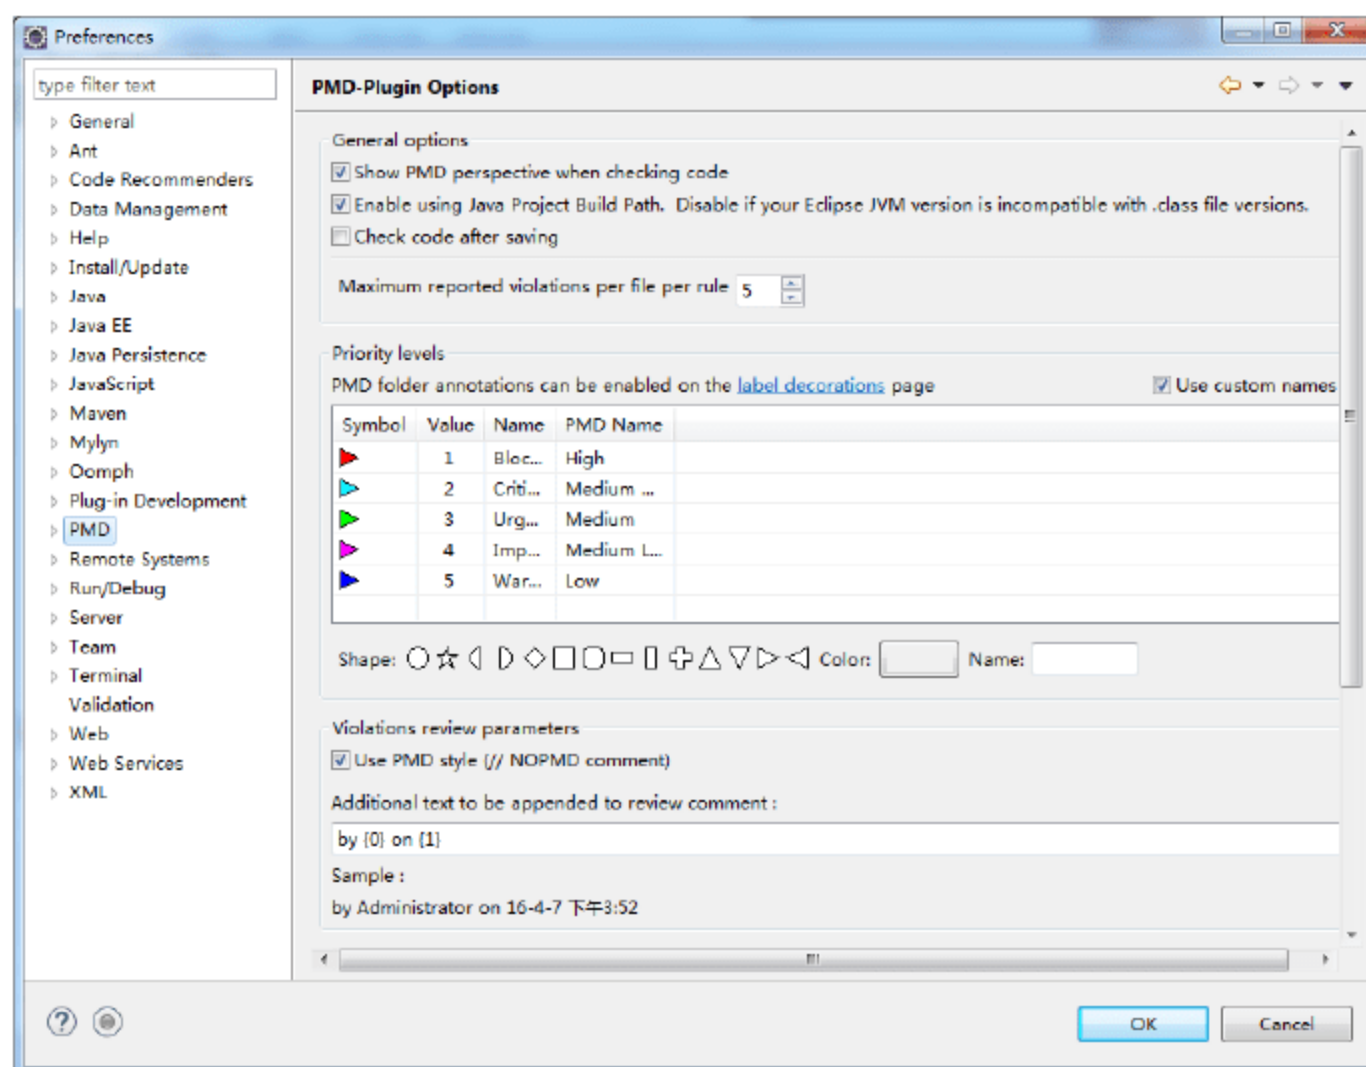 Preferences
type filter text
PMD-Plugin Options
General
Ant
Code Recommenders
Data Management
Help
Install/Update
Java
Java EE
Java Persistence
JavaScript
Maven
Mylyn
Oomph
Plug-in Development
PMD
Remote Systems
Run/Debug
Server
Team
Terminal
Validation
Web
Web Services
XML
General options
Show PMD perspective when checking code
Enable using Java Project Build Path. Disable if your Eclipse JVM version is incompatible with .class file versions.
Check code after saving
Maximum reported violations per file per rule 5
Priority levels
PMD folder annotations can be enabled on the label decorations page Use custom names
Symbol Value Name PMD Name
1 Bloc... High
2 Criti... Medium ...
3 Urg... Medium
4 Imp... Medium L...
5 War... Low
Shape: Color: Name:
Violations review parameters
Use PMD style (// NOPMD comment)
Additional text to be appended to review comment :
by {0} on {1}
Sample :
by Administrator on 16-4-7 下午3:52
OK Cancel